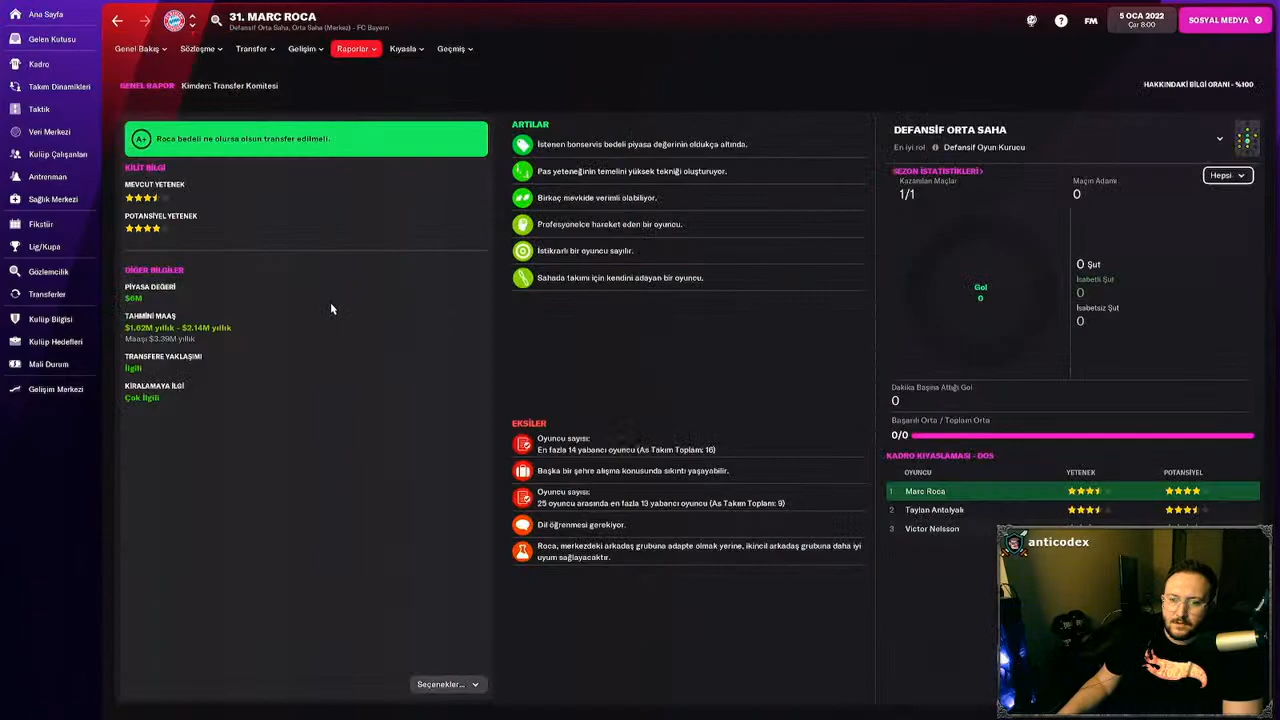 Ana Sayfa
Gelen Kutusu
Kadro
Takım Dinamikleri
Taktik
Veri Merkezi
Kulüp Çalışanları
Antrenman
Sağlık Merkezi
Fikstür
Lig/Kupa
Gözlemcilik
Transferler
Kulüp Bilgisi
Kulüp Hedefleri
Mali Durum
Gelişim Merkezi
31. MARC ROCA
Defansif Orta Saha, Orta Saha (Merkez) - FC Bayern
FM
5 OCA 2022
Çar 8:00
SOSYAL MEDYA
Genel Bakış
Sözleşme
Transfer
Gelişim
Raporlar
Kıyasla
Geçmiş
GENEL RAPOR Kimden: Transfer Komitesi
HAKKINDAKİ BİLGİ ORANI - %100
A+ Roca bedeli ne olursa olsun transfer edilmeli.
KİLİT BİLGİ
MEVCUT YETENEK
POTANSİYEL YETENEK
DİĞER BİLGİLER
PİYASA DEĞERİ
$6M
TAHMİNİ MAAŞ
$1.62M yıllık - $2.14M yıllık
Maaşı $3.39M yıllık
TRANSFERE YAKLAŞIMI
İlgili
KİRALAMAYA İLGİ
Çok İlgili
Seçenekler...
ARTILAR
İstenen bonservis bedeli piyasa değerinin oldukça altında.
Pas yeteneğinin temelini yüksek tekniği oluşturuyor.
Birkaç mevkide verimli olabiliyor.
Profesyonelce hareket eden bir oyuncu.
İstikrarlı bir oyuncu sayılır.
Sahada takımı için kendini adayan bir oyuncu.
EKSİLER
Oyuncu sayısı:
En fazla 14 yabancı oyuncu (As Takım Toplam: 16)
Başka bir şehre alışma konusunda sıkıntı yaşayabilir.
Oyuncu sayısı:
25 oyuncu arasında en fazla 13 yabancı oyuncu (As Takım Toplam: 9)
Dil öğrenmesi gerekiyor.
Roca, merkezdeki arkadaş grubuna adapte olmak yerine, ikincil arkadaş grubuna daha iyi
uyum sağlayacaktır.
DEFANSİF ORTA SAHA
En iyi rol Defansif Oyun Kurucu
SEZON İSTATİSTİKLERİ>
Hepsi
Kazanılan Maçlar
1/1
Maçın Adamı
0
Gol
0
0 Şut
İsabetli Şut
0
İsabetsiz Şut
0
Dakika Başına Attığı Gol
0
Başarılı Orta / Toplam Orta
0/0
KADRO KIYASLAMASI - DOS
OYUNCU YETENEK POTANSİYEL
1 Marc Roca
2 Taylan Antalyalı
3 Victor Nelsson
anticodex